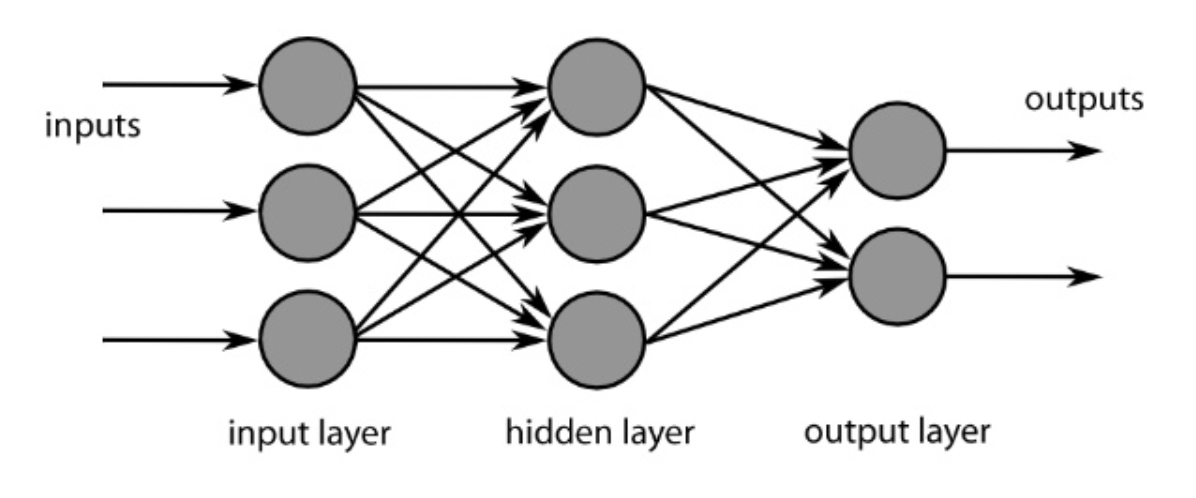 inputs
outputs
input layer
hidden layer
output layer